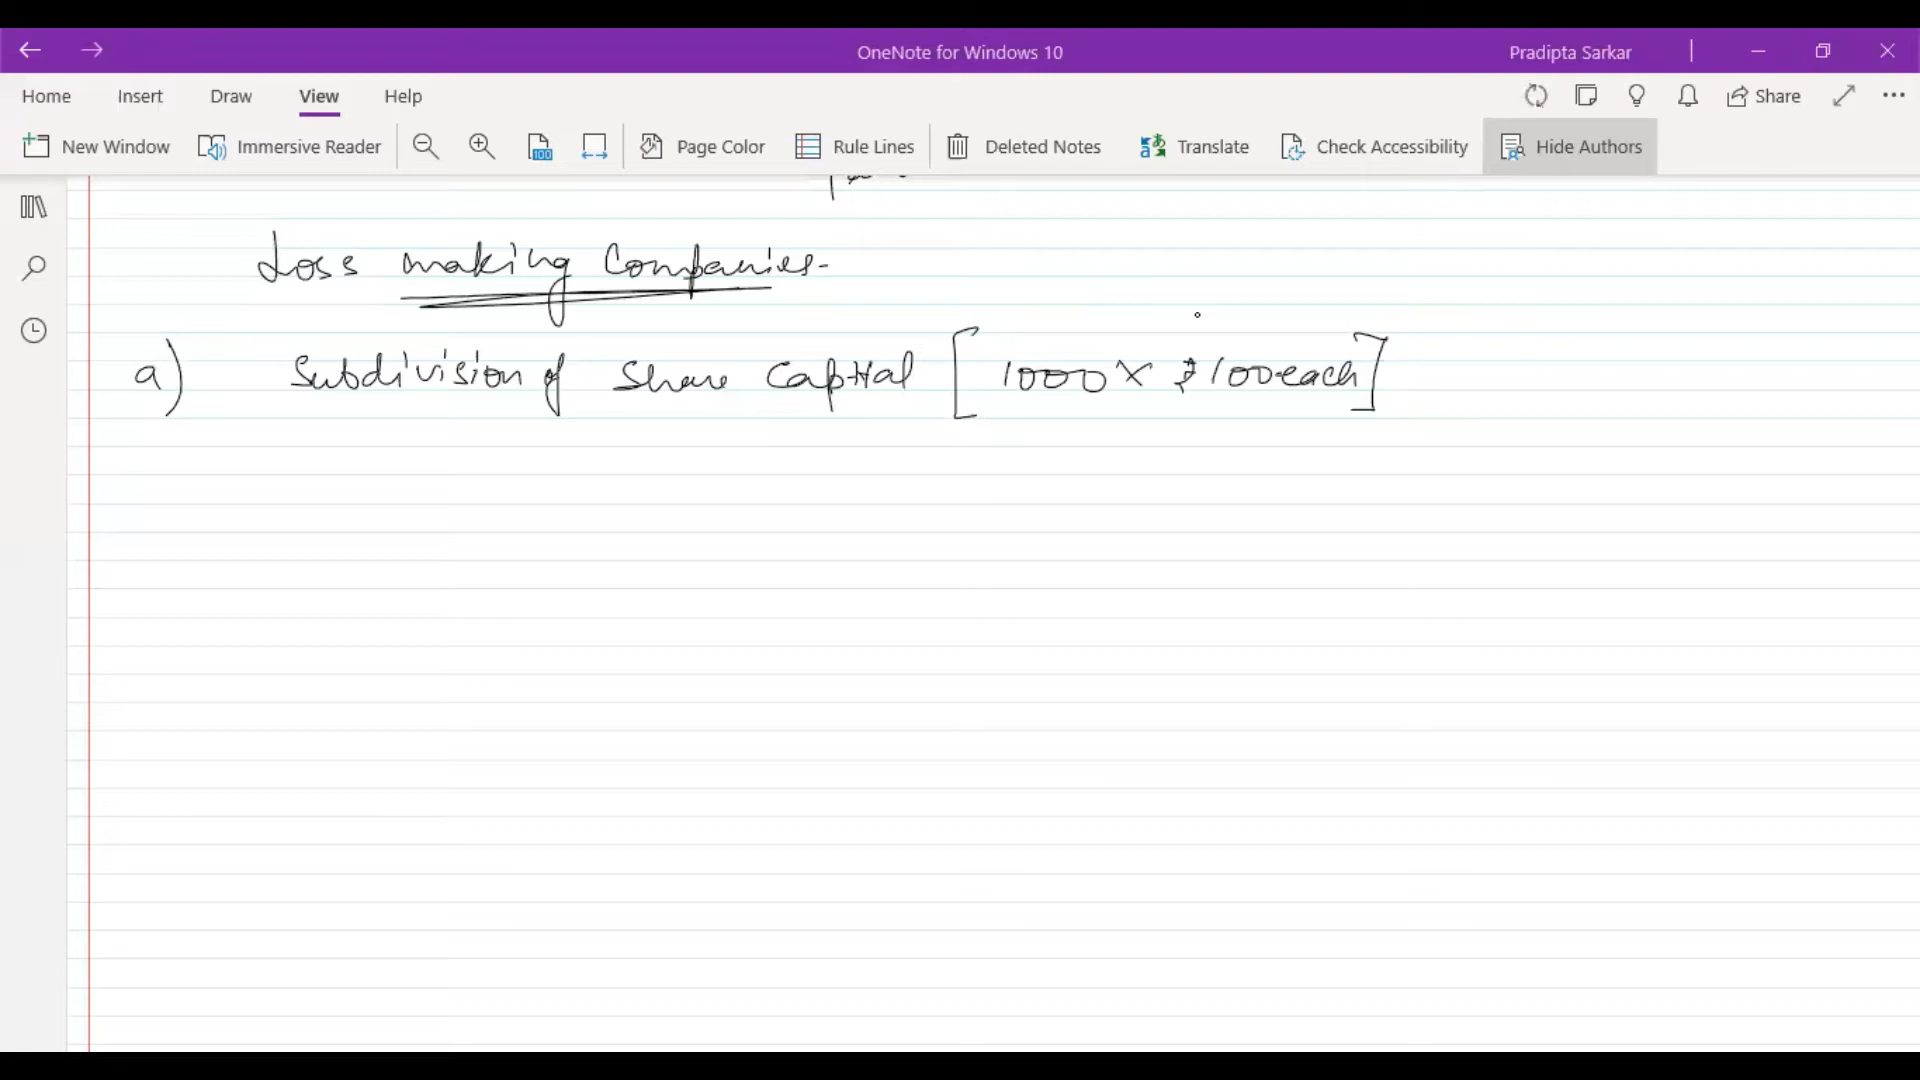 OneNote for Windows 10
Pradipta Sarkar
Home Insert Draw View Help
Share
New Window Immersive Reader 100 Page Color Rule Lines Deleted Notes Translate Check Accessibility Hide Authors
Loss making Companies-
a) Subdivision of Share Capital [1000 × ₹100 each]